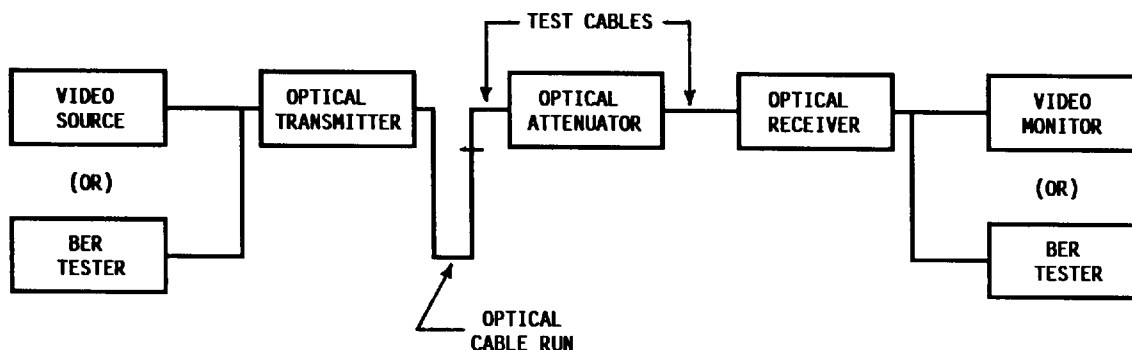 TEST CABLES
VIDEO
SOURCE
OPTICAL
TRANSMITTER
OPTICAL
ATTENUATOR
OPTICAL
RECEIVER
VIDEO
MONITOR
(OR)
(OR)
BER
TESTER
BER
TESTER
OPTICAL
CABLE RUN